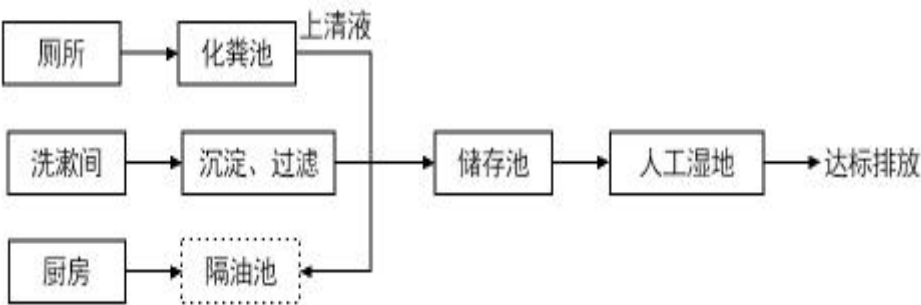 厕所
化粪池
上清液
洗漱间
沉淀、过滤
储存池
人工湿地
达标排放
厨房
隔油池